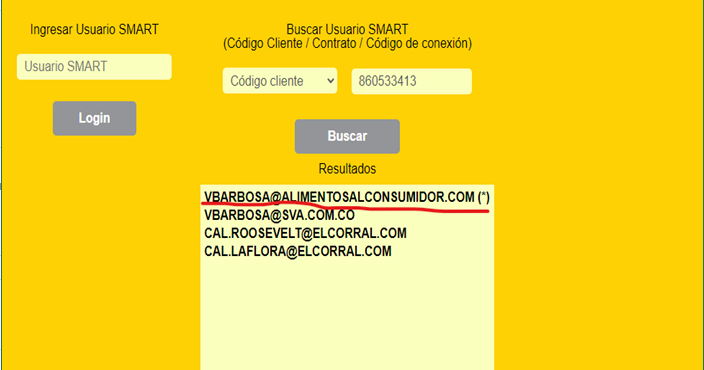 Ingresar Usuario SMART
Usuario SMART
Login
Buscar Usuario SMART
(Código Cliente / Contrato / Código de conexión)
Código cliente
860533413
Buscar
Resultados
VBARBOSA@ALIMENTOSALCONSUMIDOR.COM (*)
VBARBOSA@SVA.COM.CO
CAL.ROOSEVELT@ELCORRAL.COM
CAL.LAFLORA@ELCORRAL.COM